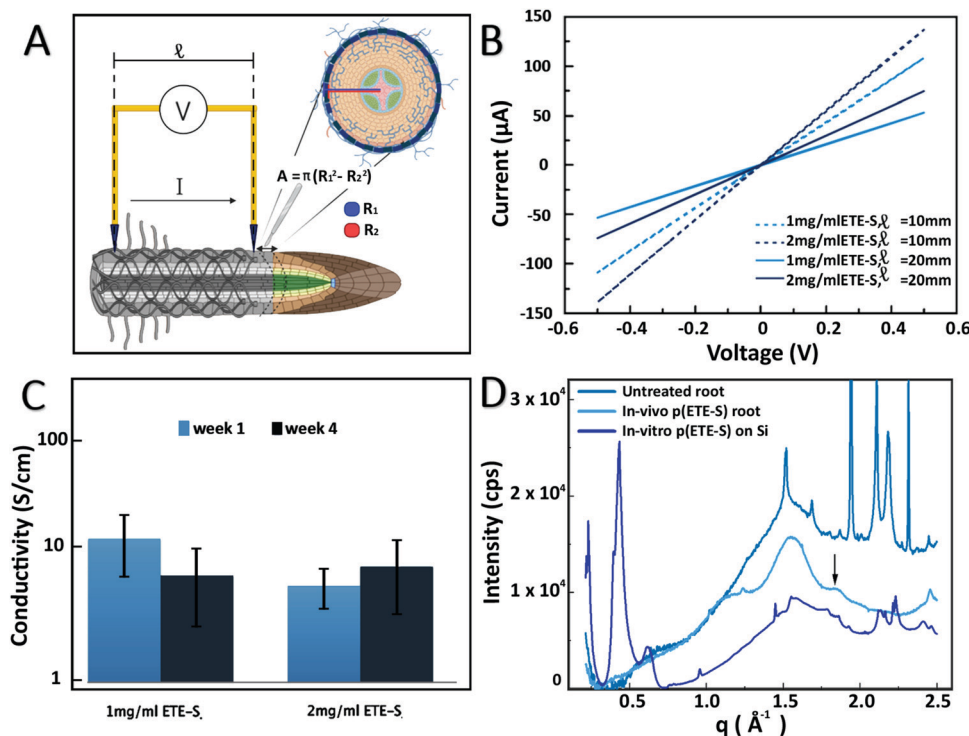 A
ℓ
V
I
A = π(R₁²- R₂²)
R₁
R₂
B
Current (µA)
150
100
50
0
-50
-100
-150
1mg/mlETE-S,ℓ =10mm
2mg/mlETE-S,ℓ =10mm
1mg/mlETE-S,ℓ =20mm
2mg/mlETE-S,ℓ =20mm
-0.6 -0.4 -0.2 0 0.2 0.4 0.6
Voltage (V)
C
week 1 week 4
Conductivity (S/cm)
100
10
1
1mg/ml ETE-S.
2mg/ml ETE-S.
D
Untreated root
In-vivo p(ETE-S) root
In-vitro p(ETE-S) on Si
Intensity (cps)
3 x 10⁴
2 x 10⁴
1 x 10⁴
0
0.5 1.0 1.5 2.0 2.5
q ( Å⁻¹)